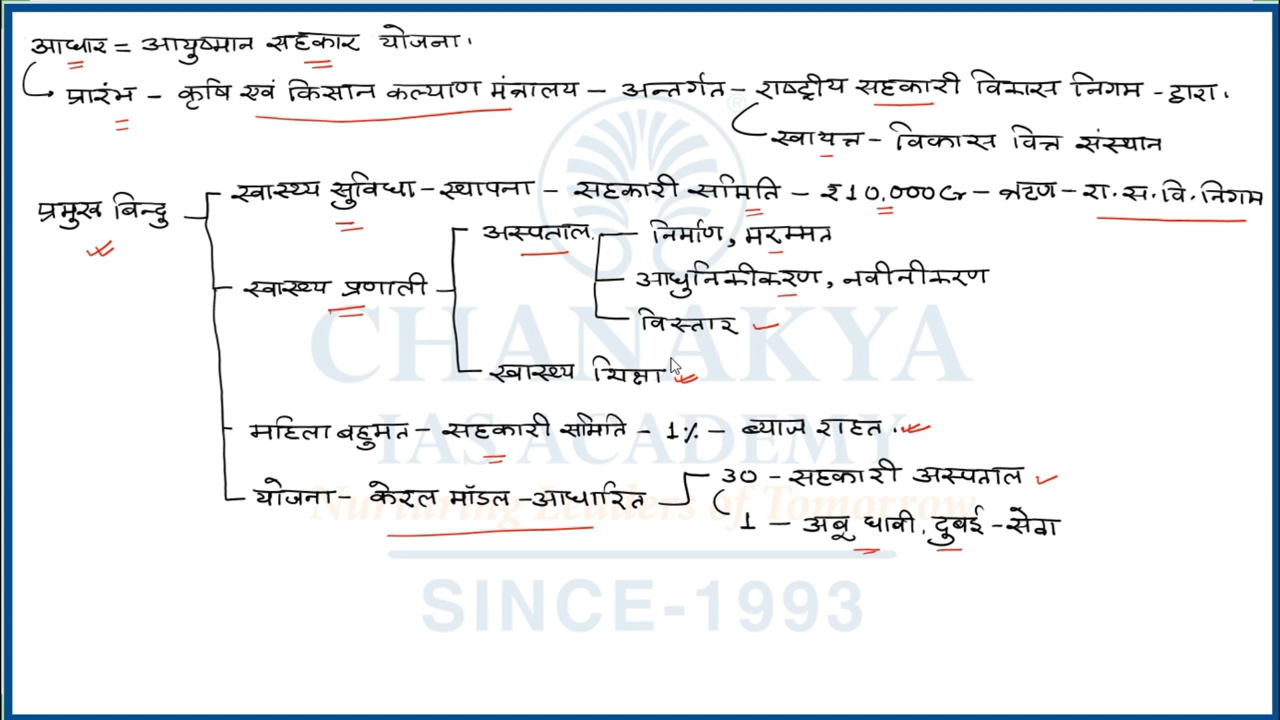 आधार = आयुष्मान सहकार योजना.
प्रारंभ - कृषि एवं किसान कल्याण मंत्रालय - अन्तर्गत - राष्ट्रीय सहकारी विकास निगम - द्वारा.
स्वायत्त - विकास वित्त संस्थान
प्रमुख बिन्दु
स्वास्थ्य सुविधा - स्थापना - सहकारी समिति - ₹10,000Cr - ऋण - रा.स.वि.निगम
स्वास्थ्य प्रणाली
अस्पताल
निर्माण, मरम्मत
आधुनिकीकरण, नवीनीकरण
विस्तार
स्वास्थ्य शिक्षा
महिला बहुमत - सहकारी समिति - 1% - ब्याज राहत.
योजना - केरल मॉडल - आधारित
30 - सहकारी अस्पताल
1 - अबू धाबी, दुबई - सेवा
CHANAKYA
IAS ACADEMY
Nurturing Leaders of Tomorrow
SINCE-1993
®